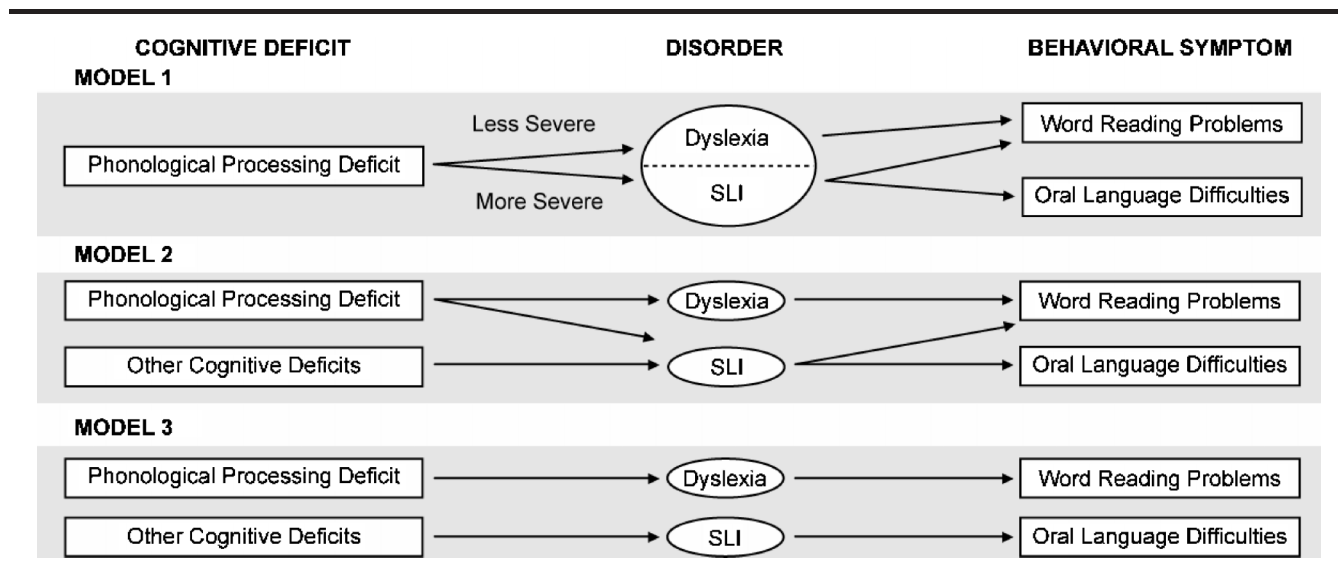 COGNITIVE DEFICIT DISORDER BEHAVIORAL SYMPTOM
MODEL 1
Less Severe
More Severe
Phonological Processing Deficit
Dyslexia
SLI
Word Reading Problems
Oral Language Difficulties
MODEL 2
Phonological Processing Deficit Dyslexia Word Reading Problems
Other Cognitive Deficits SLI Oral Language Difficulties
MODEL 3
Phonological Processing Deficit Dyslexia Word Reading Problems
Other Cognitive Deficits SLI Oral Language Difficulties